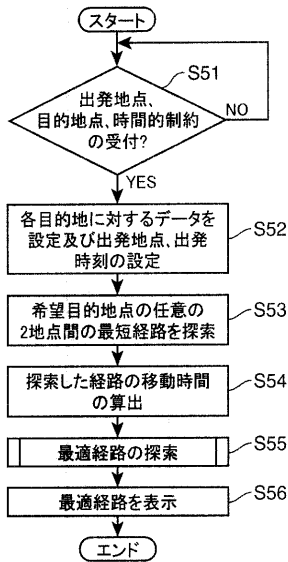 スタート
S51
出発地点、
目的地点、時間的制約
の受付?
NO
YES
各目的地に対するデータを
設定及び出発地点、出発
時刻の設定
S52
希望目的地点の任意の
2地点間の最短経路を探索
S53
探索した経路の移動時間
の算出
S54
最適経路の探索
S55
最適経路を表示
S56
エンド